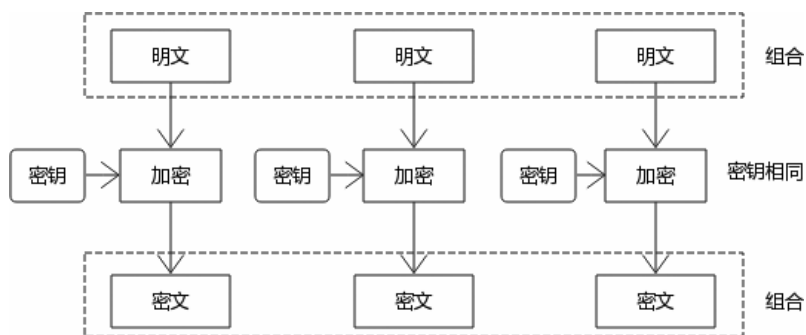 明文 明文 明文 组合
密钥 加密 密钥 加密 密钥 加密 密钥相同
密文 密文 密文 组合